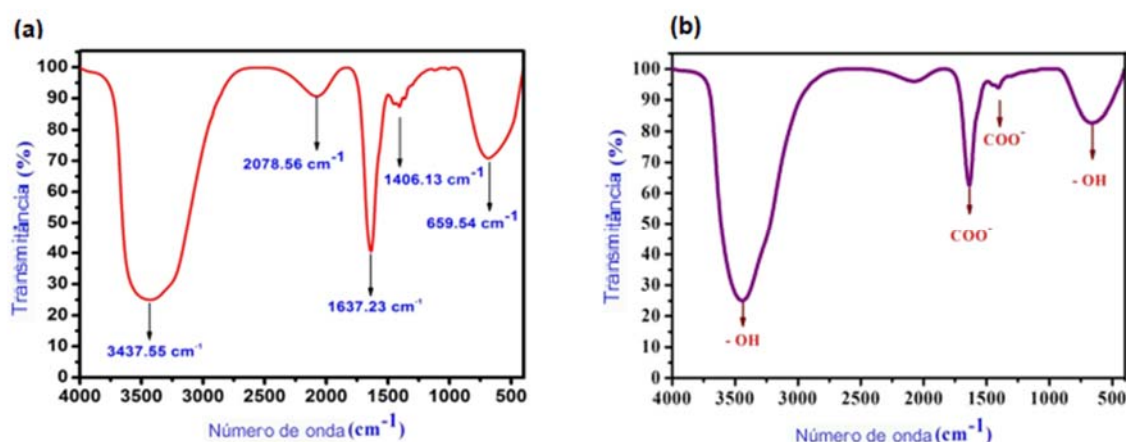 (a)
100
90
80
70
60
50
40
30
20
10
0
Transmitância (%)
2078.56 cm-1
1406.13 cm-1
659.54 cm-1
1637.23 cm-1
3437.55 cm-1
4000 3500 3000 2500 2000 1500 1000 500
Número de onda (cm-1)
(b)
100
90
80
70
60
50
40
30
20
10
0
Transmitância (%)
COO-
- OH
COO-
- OH
4000 3500 3000 2500 2000 1500 1000 500
Número de onda (cm-1)